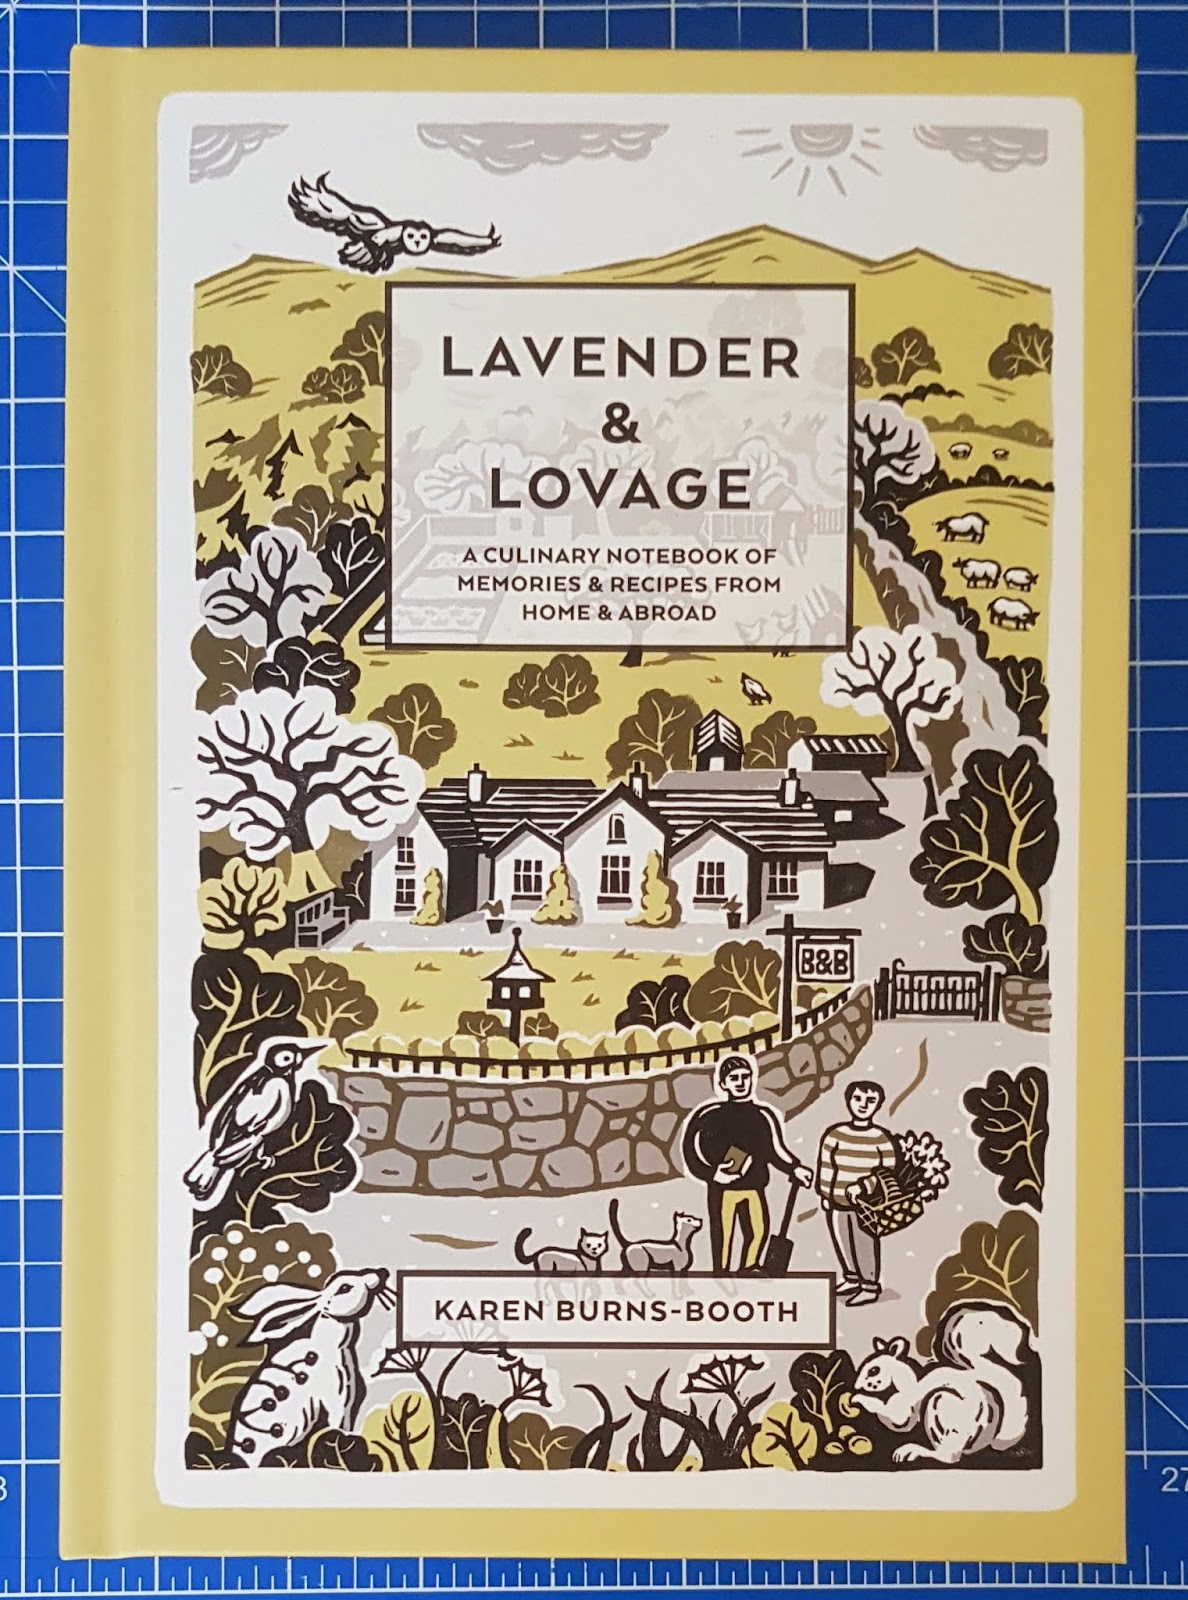 LAVENDER
&
LOVAGE
A CULINARY NOTEBOOK OF
MEMORIES & RECIPES FROM
HOME & ABROAD
B&B
KAREN BURNS-BOOTH
27